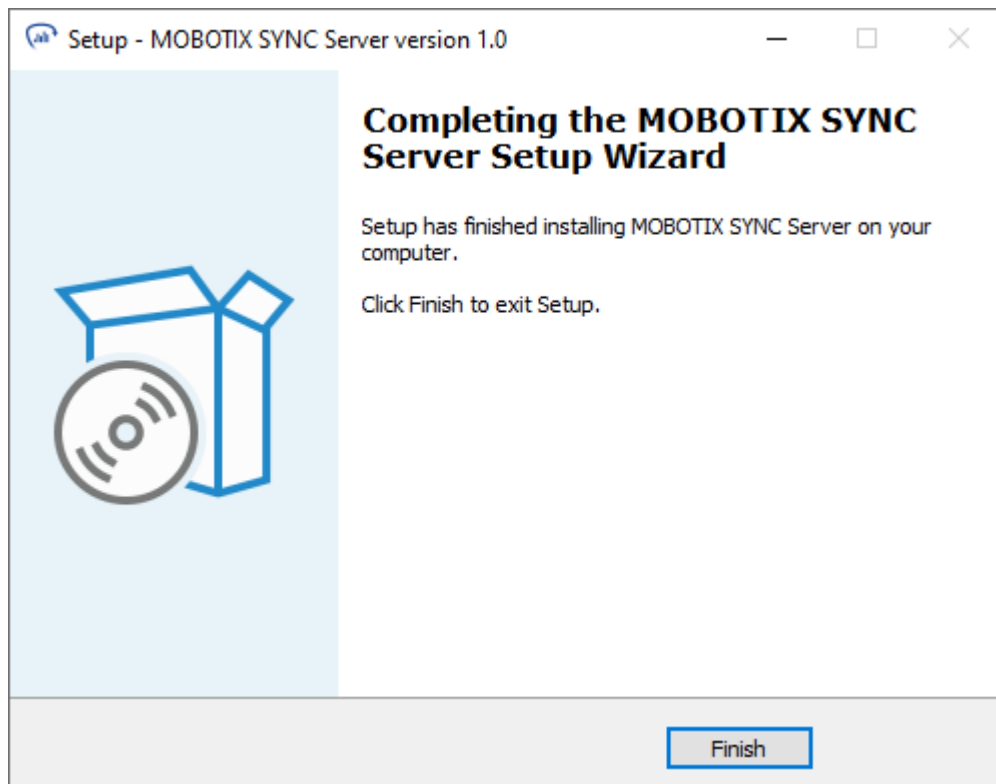 Setup - MOBOTIX SYNC Server version 1.0
Completing the MOBOTIX SYNC
Server Setup Wizard
Setup has finished installing MOBOTIX SYNC Server on your
computer.
Click Finish to exit Setup.
Finish